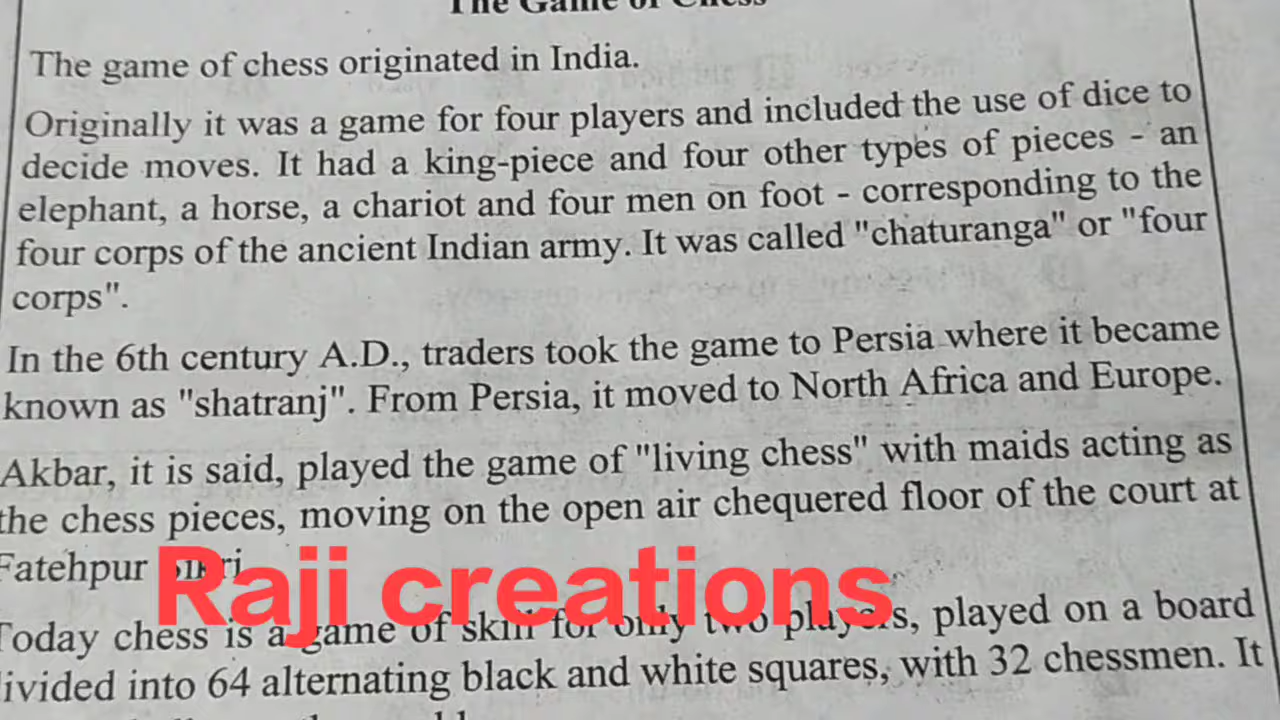 The Game of Chess
The game of chess originated in India.
Originally it was a game for four players and included the use of dice to
decide moves. It had a king-piece and four other types of pieces - an
elephant, a horse, a chariot and four men on foot - corresponding to the
four corps of the ancient Indian army. It was called "chaturanga" or "four
corps".
In the 6th century A.D., traders took the game to Persia where it became
known as "shatranj". From Persia, it moved to North Africa and Europe.
Akbar, it is said, played the game of "living chess" with maids acting as
the chess pieces, moving on the open air chequered floor of the court at
Fatehpur
Raji creations
Today chess is a game of skill for only two players, played on a board
divided into 64 alternating black and white squares, with 32 chessmen. It